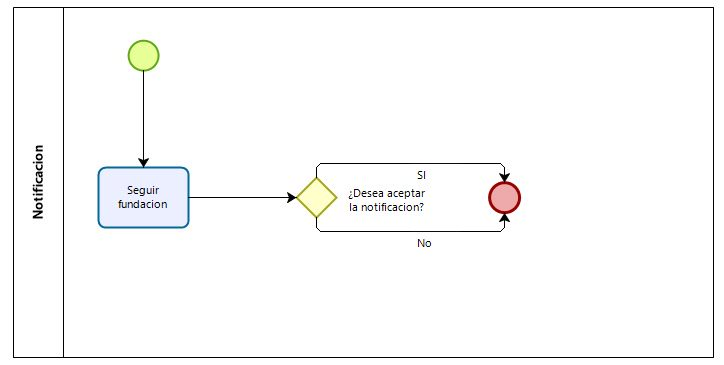 Notificacion
Seguir
fundacion
SI
¿Desea aceptar
la notificacion?
No